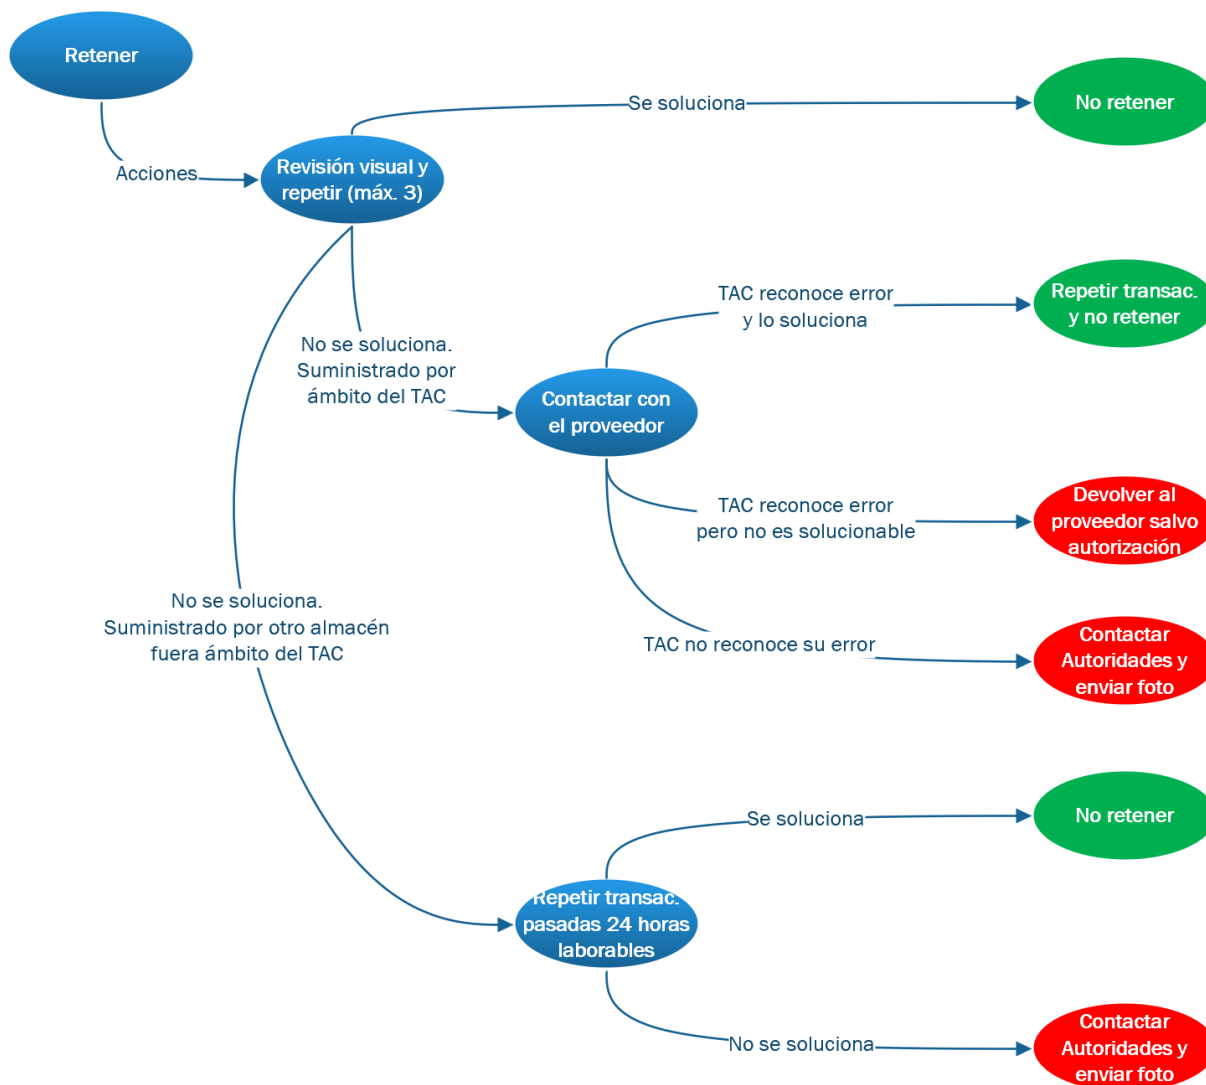 Retener
Se soluciona
No retener
Acciones
Revisión visual y
repetir (máx. 3)
TAC reconoce error
y lo soluciona
Repetir transac.
y no retener
No se soluciona.
Suministrado por
ámbito del TAC
Contactar con
el proveedor
TAC reconoce error
pero no es solucionable
Devolver al
proveedor salvo
autorización
No se soluciona.
Suministrado por otro almacén
fuera ámbito del TAC
TAC no reconoce su error
Contactar
Autoridades y
enviar foto
Se soluciona
No retener
Repetir transac.
pasadas 24 horas
laborables
No se soluciona
Contactar
Autoridades y
enviar foto